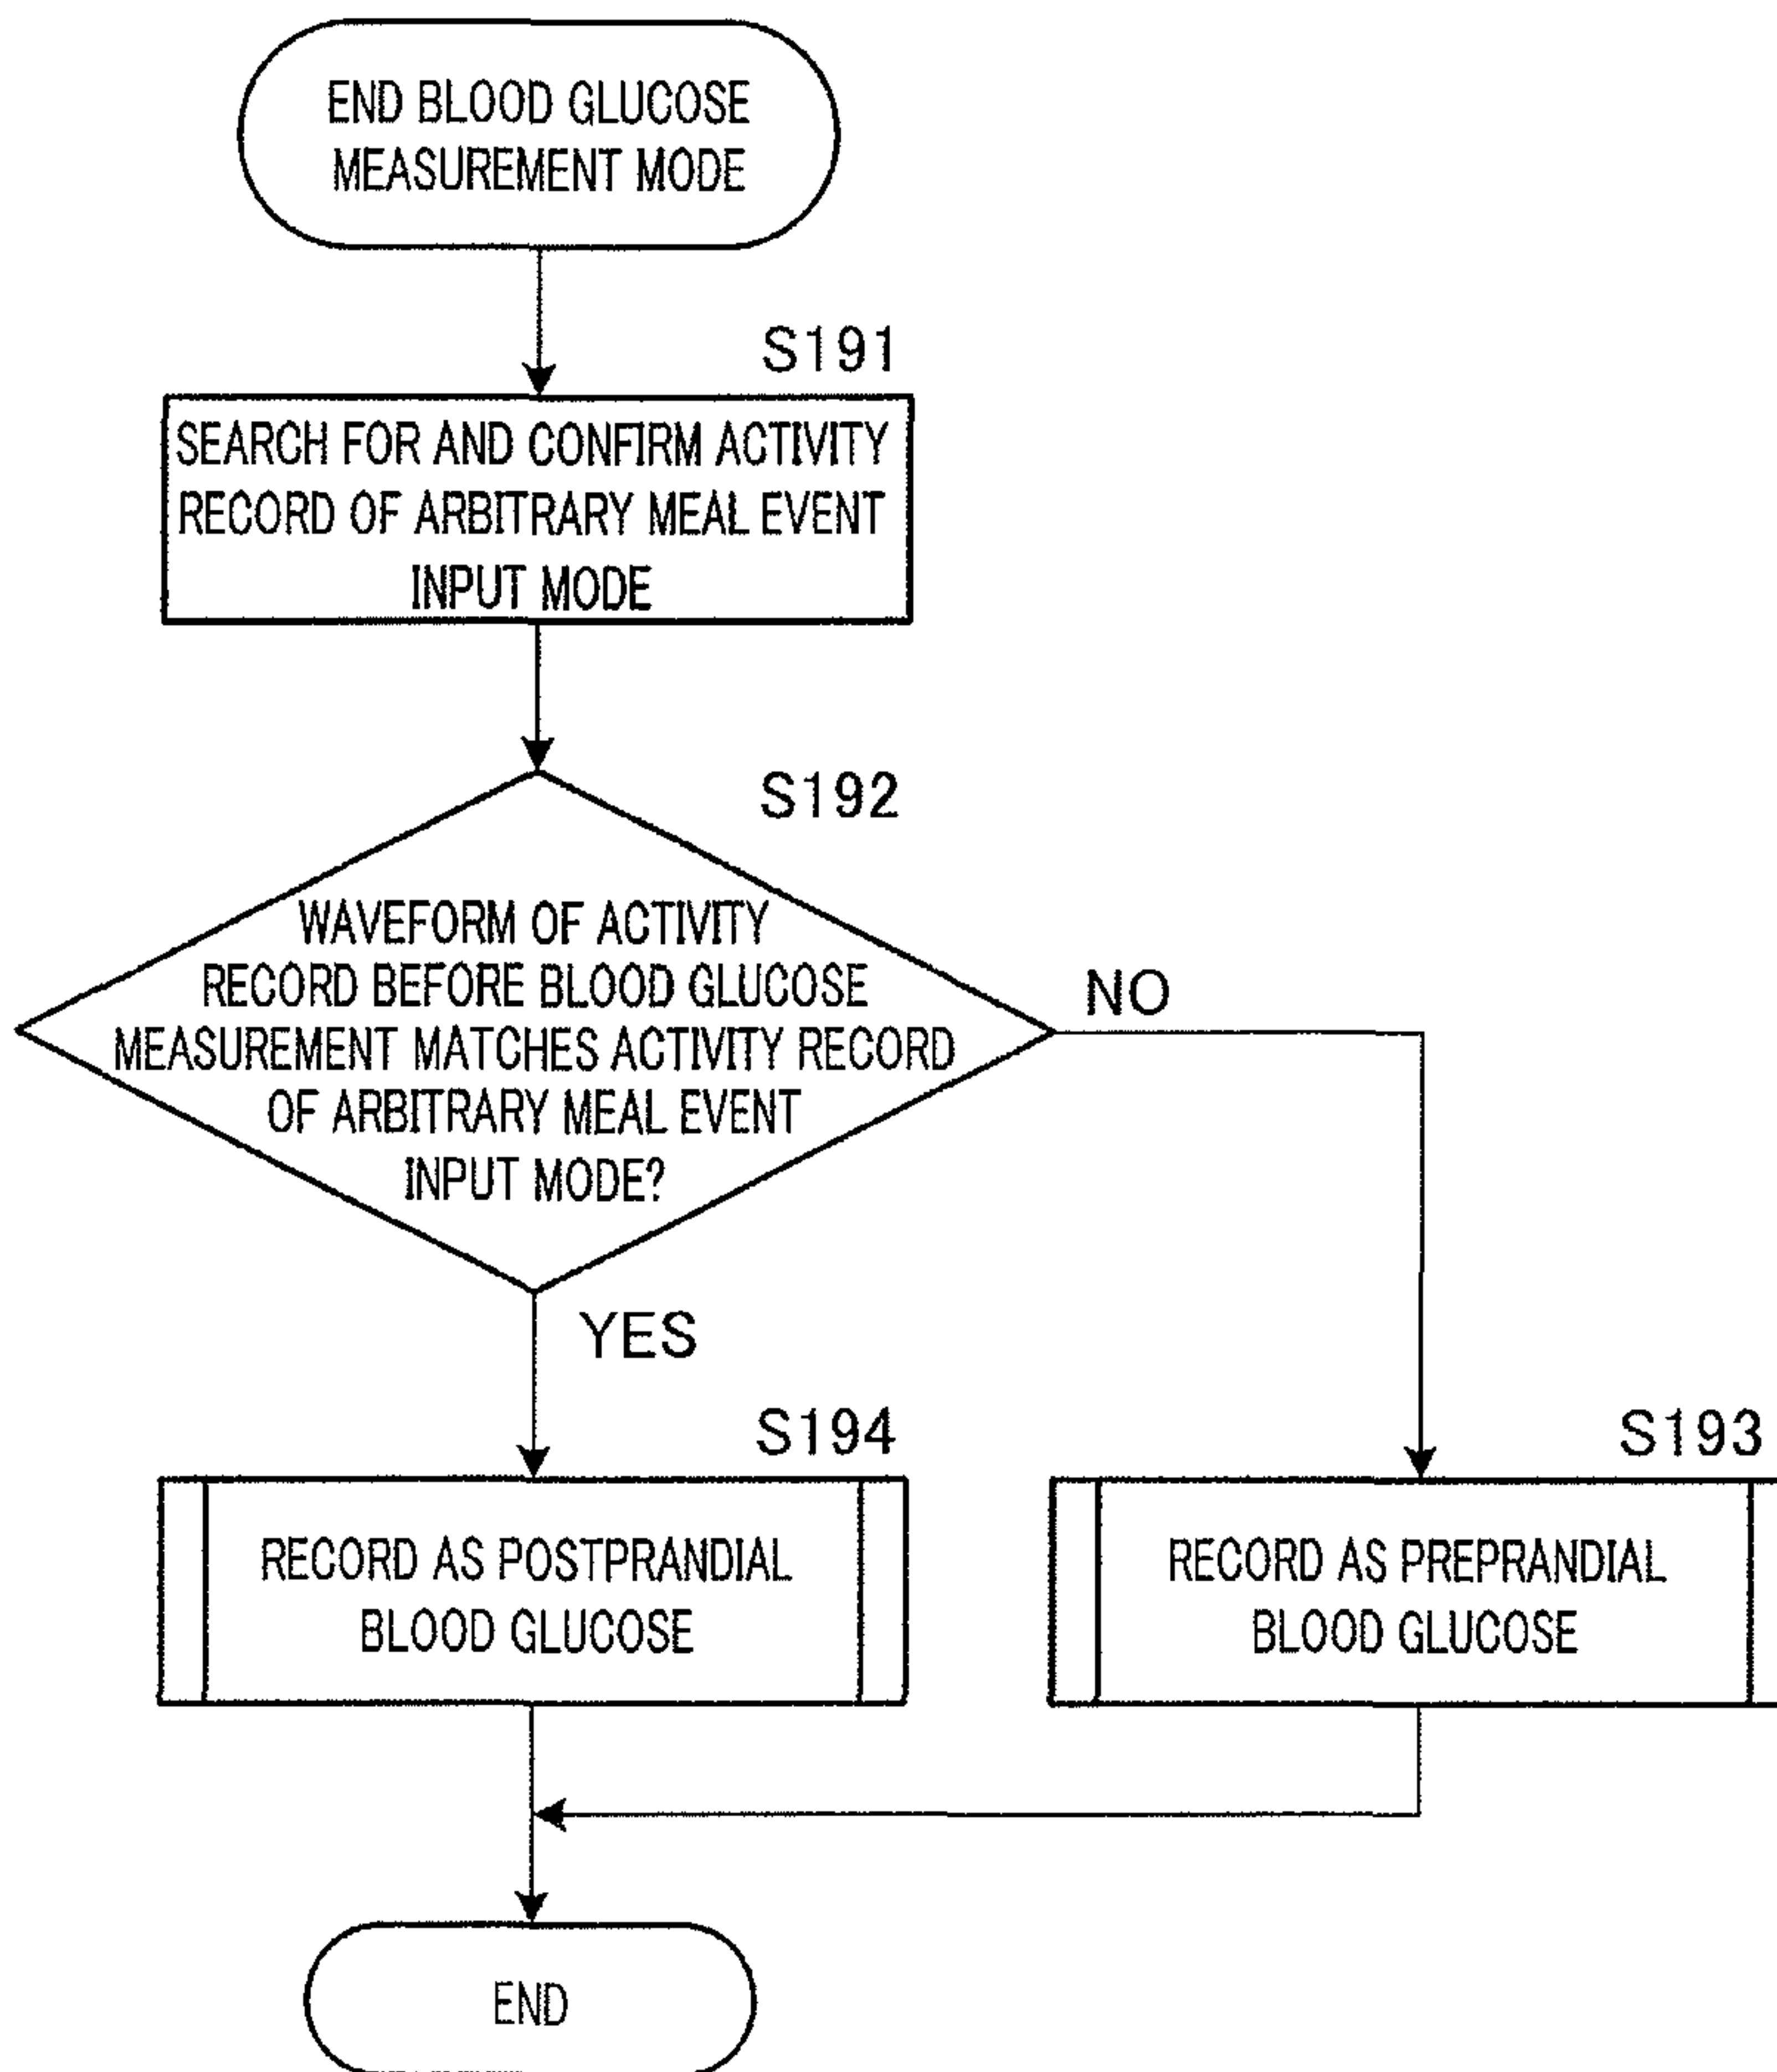 END BLOOD GLUCOSE
MEASUREMENT MODE
S191
SEARCH FOR AND CONFIRM ACTIVITY
RECORD OF ARBITRARY MEAL EVENT
INPUT MODE
S192
WAVEFORM OF ACTIVITY
RECORD BEFORE BLOOD GLUCOSE
MEASUREMENT MATCHES ACTIVITY RECORD
OF ARBITRARY MEAL EVENT
INPUT MODE?
NO
YES
S194
RECORD AS POSTPRANDIAL
BLOOD GLUCOSE
S193
RECORD AS PREPRANDIAL
BLOOD GLUCOSE
END